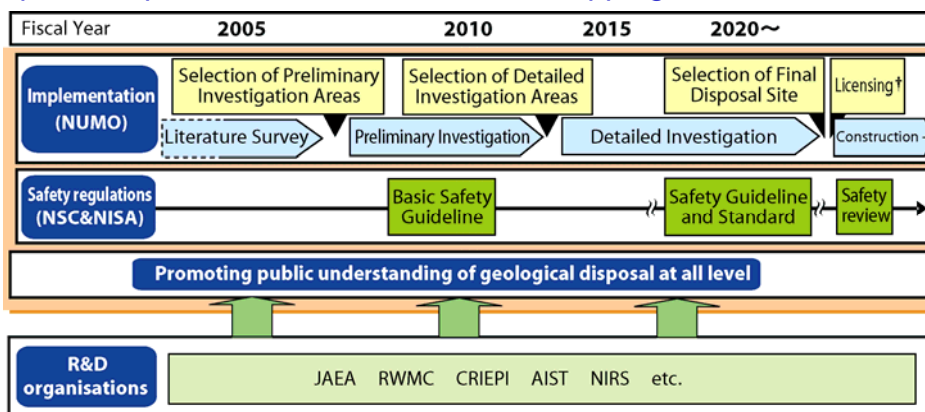 Fiscal Year 2005 2010 2015 2020～
Implementation
(NUMO)
Selection of Preliminary
Investigation Areas
Selection of Detailed
Investigation Areas
Selection of Final
Disposal Site
Licensing†
Literature Survey
Preliminary Investigation
Detailed Investigation
Construction
Safety regulations
(NSC&NISA)
Basic Safety
Guideline
Safety Guideline
and Standard
Safety
review
Promoting public understanding of geological disposal at all level
R&D
organisations
JAEA RWMC CRIEPI AIST NIRS etc.